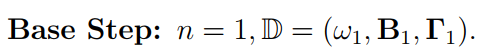 Base Step: n = 1, 𝔻 = (ω₁, B₁, Γ₁).